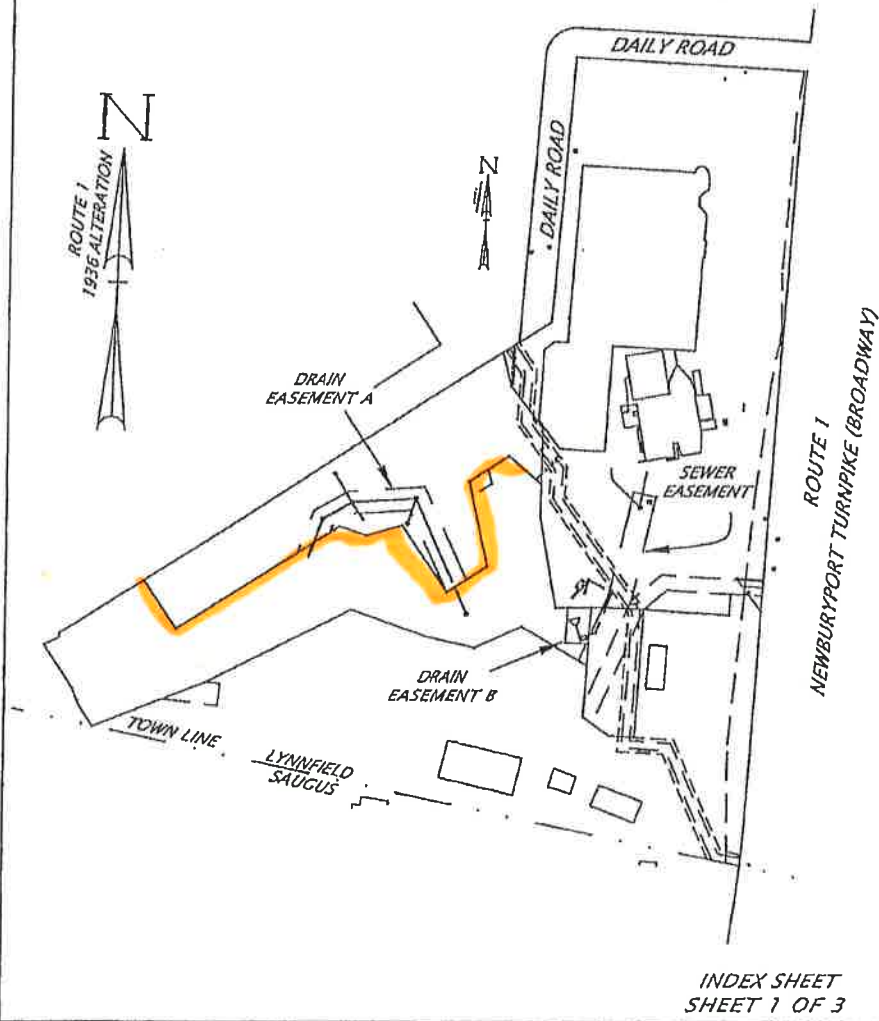 DAILY ROAD
N
ROUTE 1
1936 ALTERATION
N
DAILY ROAD
DRAIN
EASEMENT A
ROUTE 1
NEWBURYPORT TURNPIKE (BROADWAY)
SEWER
EASEMENT
DRAIN
EASEMENT B
TOWN LINE
LYNNFIELD
SAUGUS
INDEX SHEET
SHEET 1 OF 3